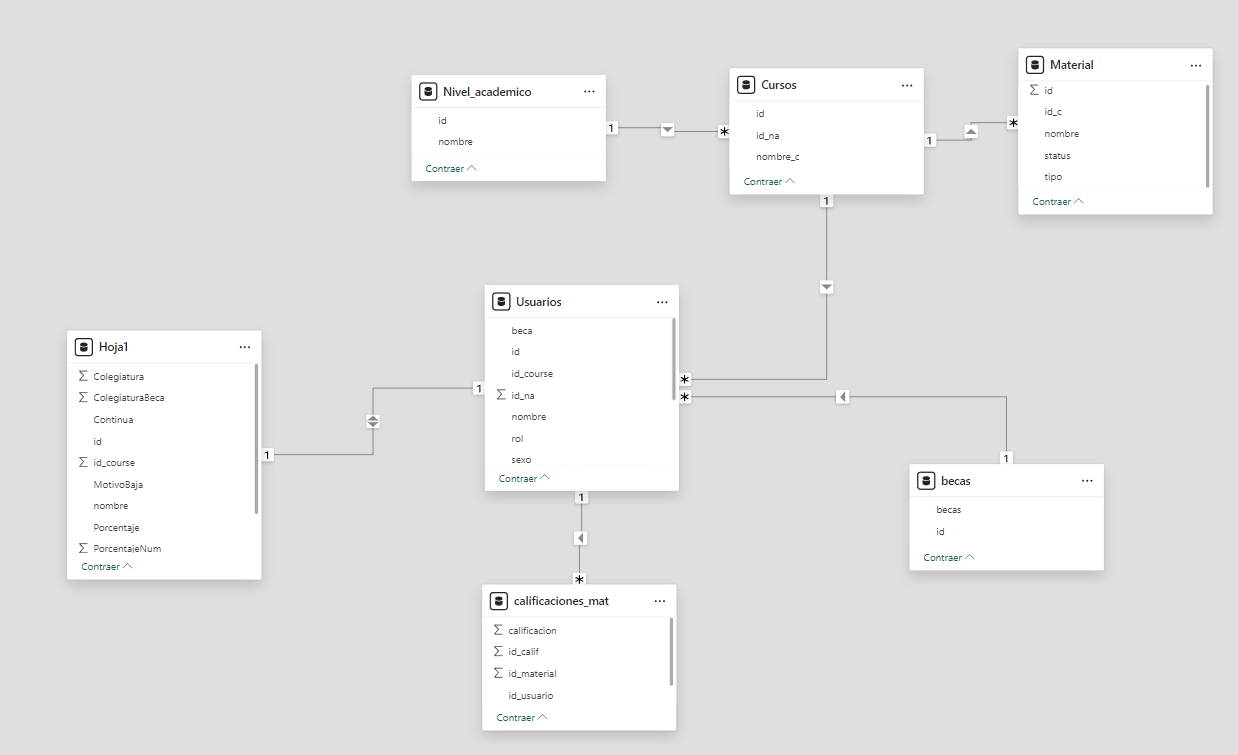 Nivel_academico
id
nombre
Contraer
1
*
Cursos
id
id_na
nombre_c
Contraer
1
*
Material
Σ id
id_c
nombre
status
tipo
Contraer
1
Usuarios
beca
id
id_course
Σ id_na
nombre
rol
sexo
Contraer
*
*
1
1
Hoja1
Σ Colegiatura
Σ ColegiaturaBeca
Continua
id
Σ id_course
MotivoBaja
nombre
Porcentaje
Σ PorcentajeNum
Contraer
1
1
becas
becas
id
Contraer
*
calificaciones_mat
Σ calificacion
Σ id_calif
Σ id_material
id_usuario
Contraer